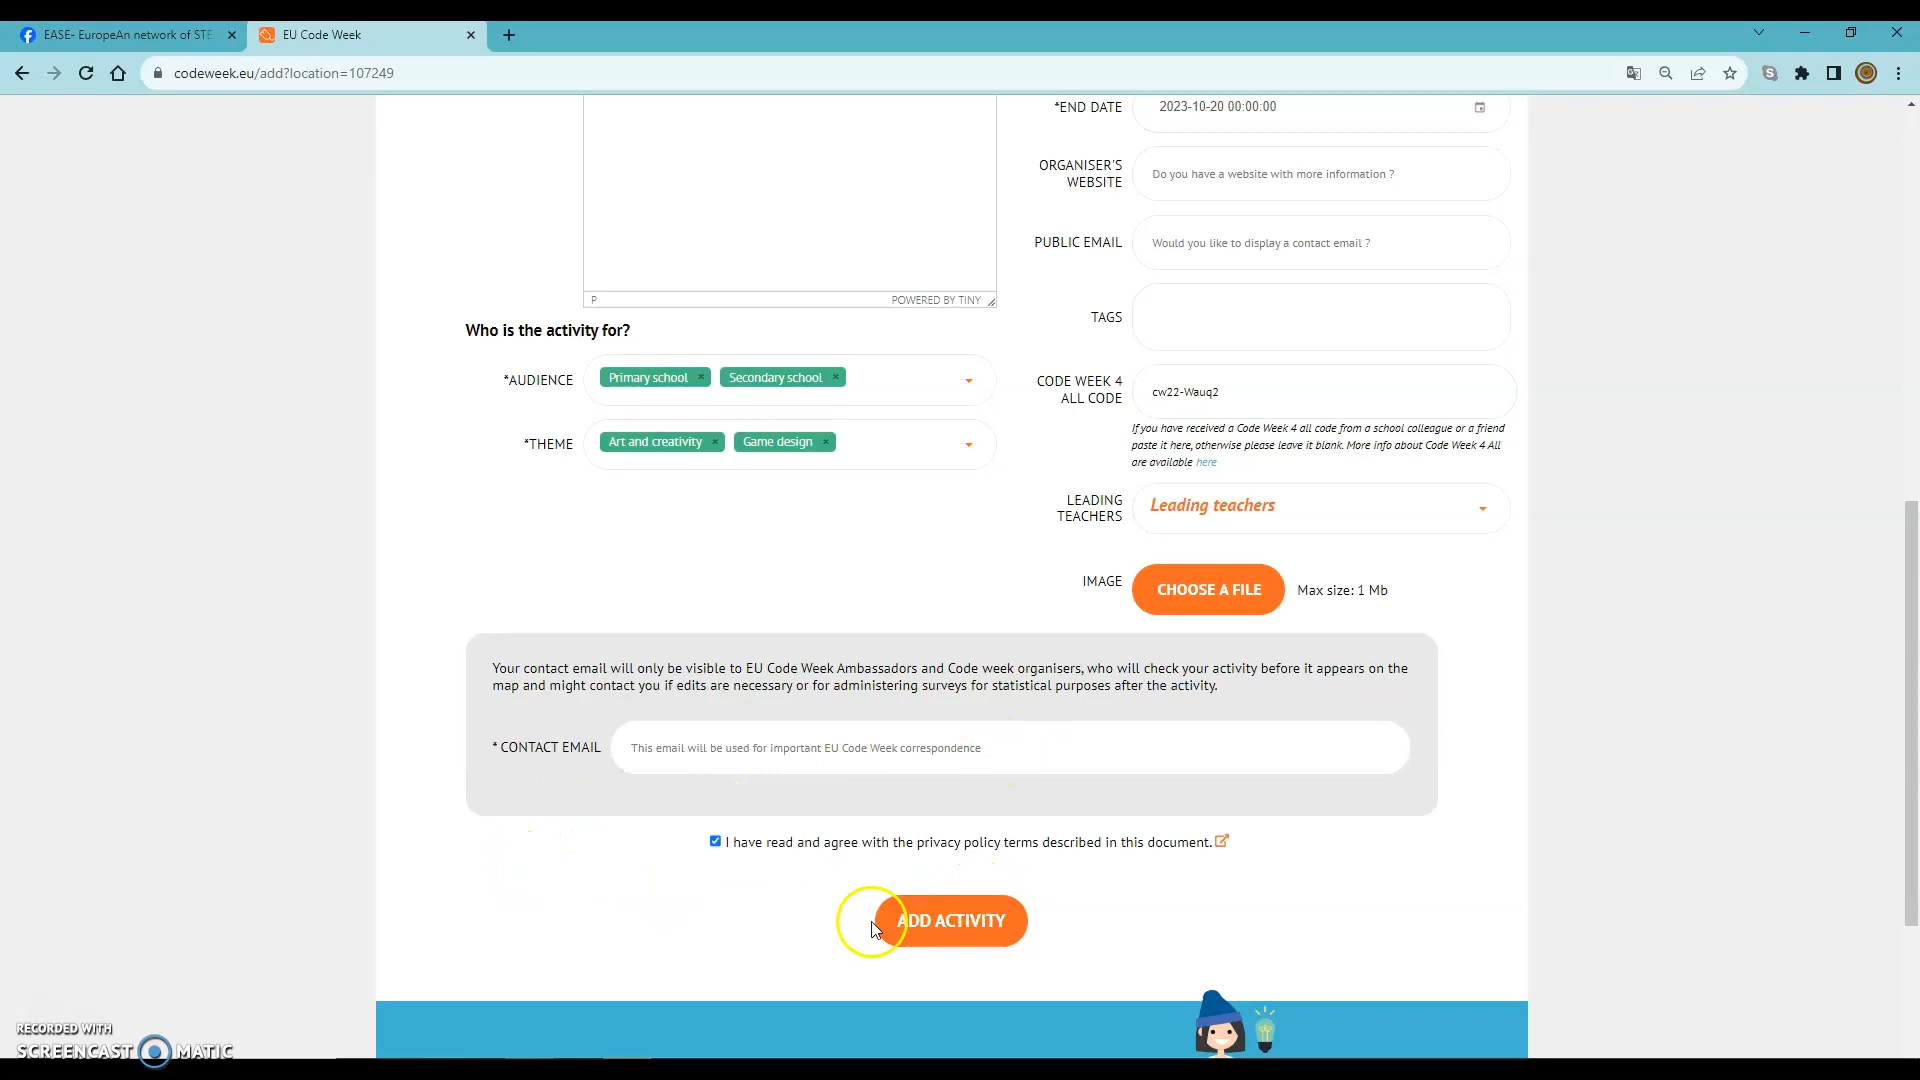 EASE- EuropeAn network of STE
EU Code Week
codeweek.eu/add?location=107249
*END DATE
2023-10-20 00:00:00
ORGANISER'S
WEBSITE
Do you have a website with more information ?
PUBLIC EMAIL
Would you like to display a contact email ?
P
POWERED BY TINY
TAGS
Who is the activity for?
*AUDIENCE
Primary school ×
Secondary school ×
CODE WEEK 4
ALL CODE
cw22-Wauq2
If you have received a Code Week 4 all code from a school colleague or a friend
paste it here, otherwise please leave it blank. More info about Code Week 4 All
are available here
*THEME
Art and creativity ×
Game design ×
LEADING
TEACHERS
Leading teachers
IMAGE
CHOOSE A FILE
Max size: 1 Mb
Your contact email will only be visible to EU Code Week Ambassadors and Code week organisers, who will check your activity before it appears on the
map and might contact you if edits are necessary or for administering surveys for statistical purposes after the activity.
* CONTACT EMAIL
This email will be used for important EU Code Week correspondence
I have read and agree with the privacy policy terms described in this document.
ADD ACTIVITY
RECORDED WITH
SCREENCAST MATIC